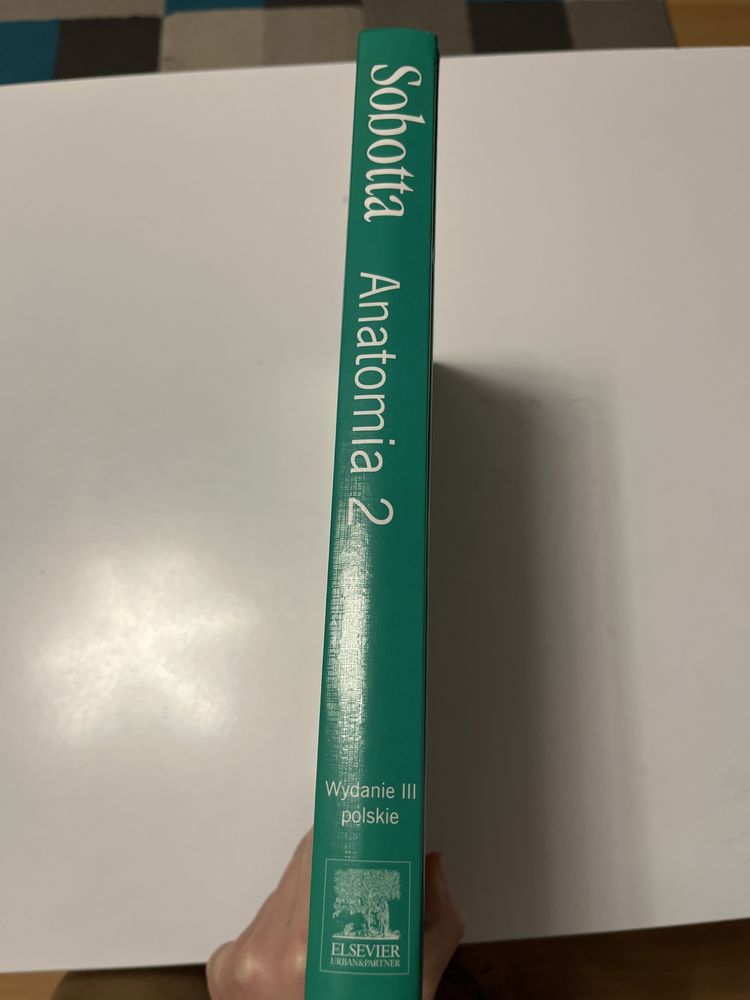 Sobotta
Anatomia 2
Wydanie III
polskie
ELSEVIER
URBAN&PARTNER